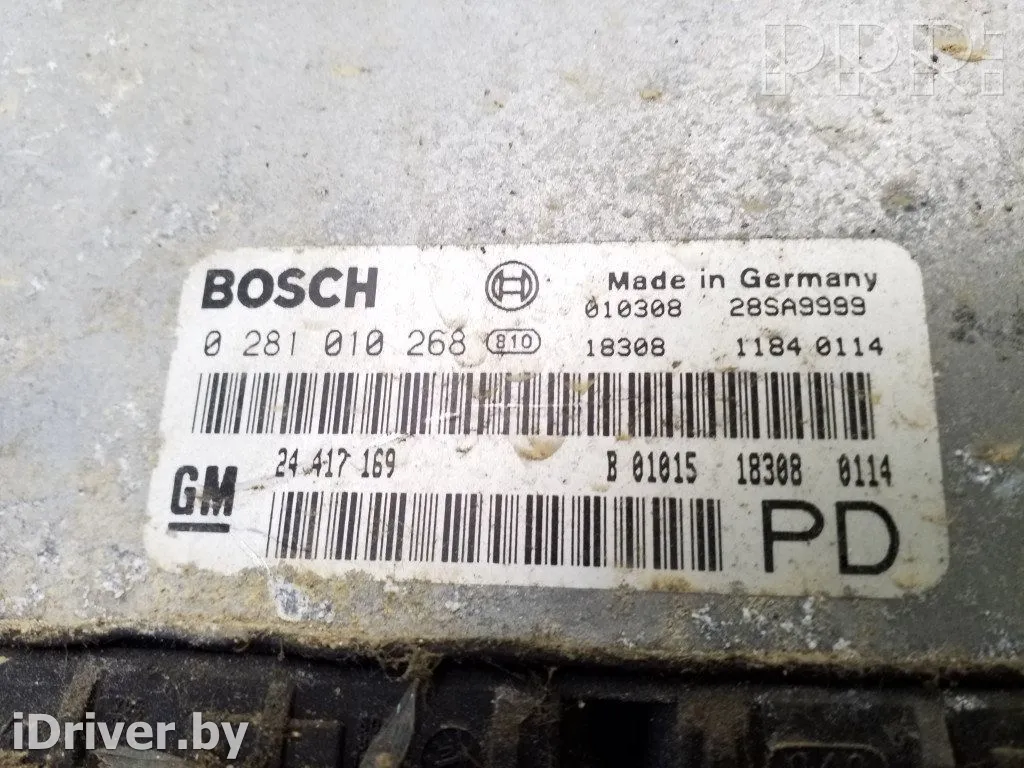 BOSCH
Made in Germany
010308 28SA9999
0 281 010 268 810
18308 1184 0114
24 417 169
B 01015 18308 0114
GM
PD
iDriver.by